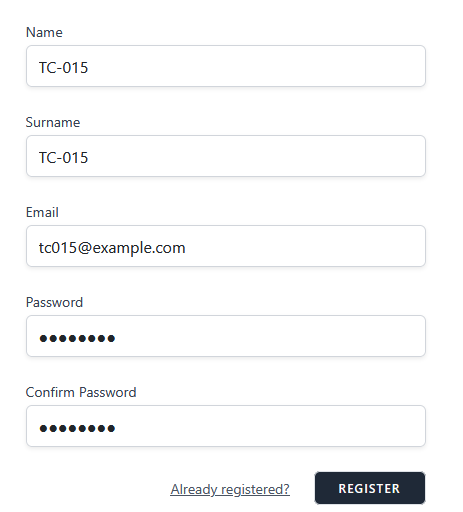 Name
TC-015
Surname
TC-015
Email
tc015@example.com
Password
●●●●●●●●
Confirm Password
●●●●●●●●
Already registered? REGISTER